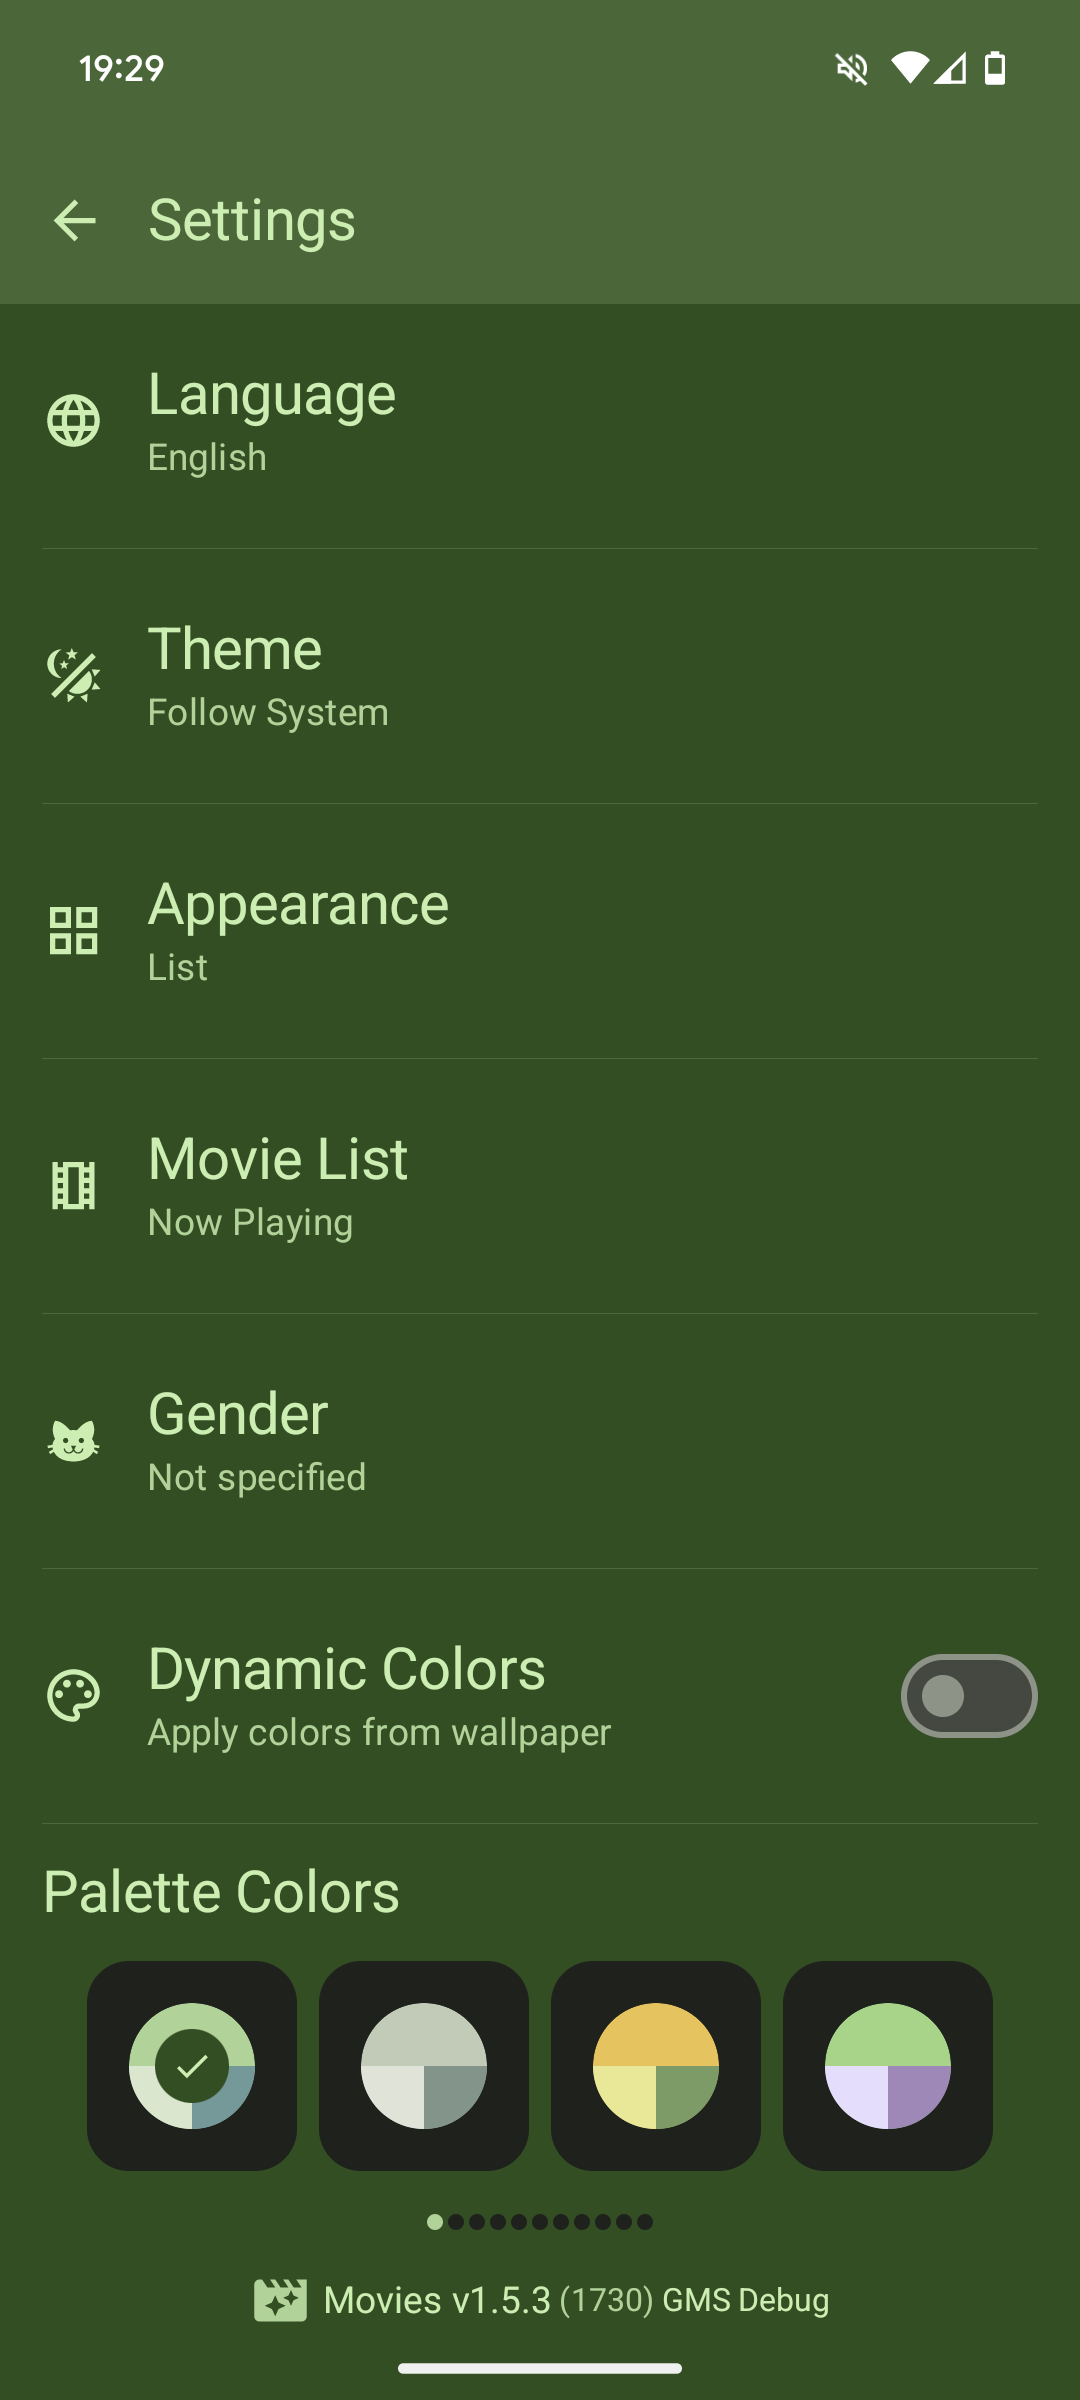 19:29
Settings
Language
English
Theme
Follow System
Appearance
List
Movie List
Now Playing
Gender
Not specified
Dynamic Colors
Apply colors from wallpaper
Palette Colors
Movies v1.5.3 (1730) GMS Debug